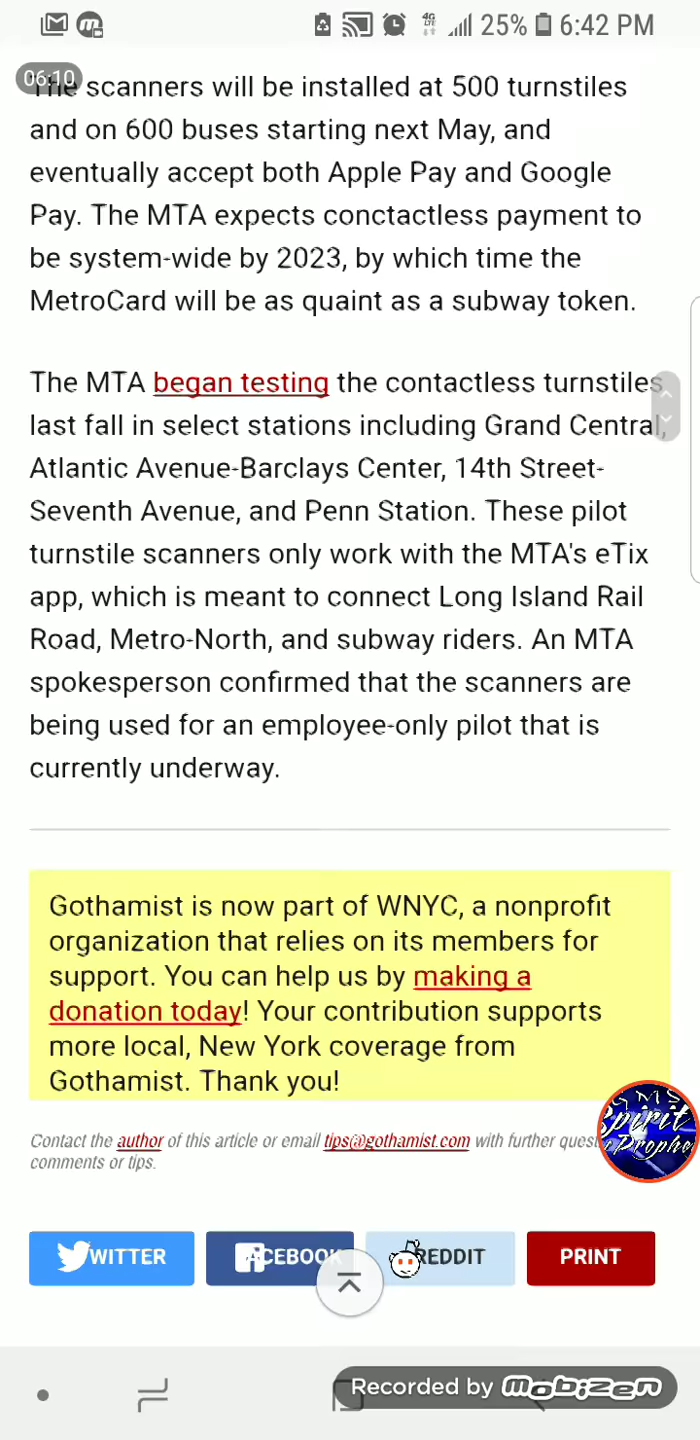 4G
LTE
25%
6:42 PM
06:10
The scanners will be installed at 500 turnstiles
and on 600 buses starting next May, and
eventually accept both Apple Pay and Google
Pay. The MTA expects conctactless payment to
be system-wide by 2023, by which time the
MetroCard will be as quaint as a subway token.
The MTA began testing the contactless turnstiles
last fall in select stations including Grand Central,
Atlantic Avenue-Barclays Center, 14th Street-
Seventh Avenue, and Penn Station. These pilot
turnstile scanners only work with the MTA's eTix
app, which is meant to connect Long Island Rail
Road, Metro-North, and subway riders. An MTA
spokesperson confirmed that the scanners are
being used for an employee-only pilot that is
currently underway.
Gothamist is now part of WNYC, a nonprofit
organization that relies on its members for
support. You can help us by making a
donation today! Your contribution supports
more local, New York coverage from
Gothamist. Thank you!
GMS
Spirit
Prophe
Contact the author of this article or email tips@gothamist.com with further quest
comments or tips.
WITTER
ACEBOOK
REDDIT
PRINT
Recorded by mobizen